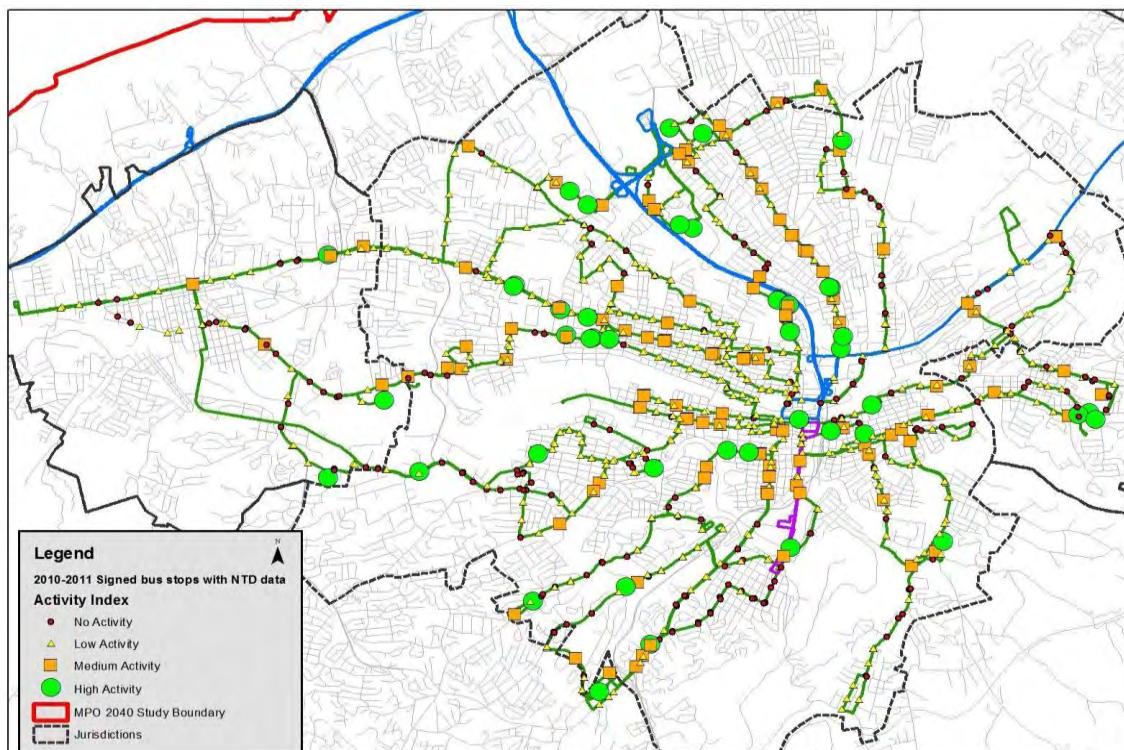 Legend
N
2010-2011 Signed bus stops with NTD data
Activity Index
No Activity
Low Activity
Medium Activity
High Activity
MPO 2040 Study Boundary
Jurisdictions